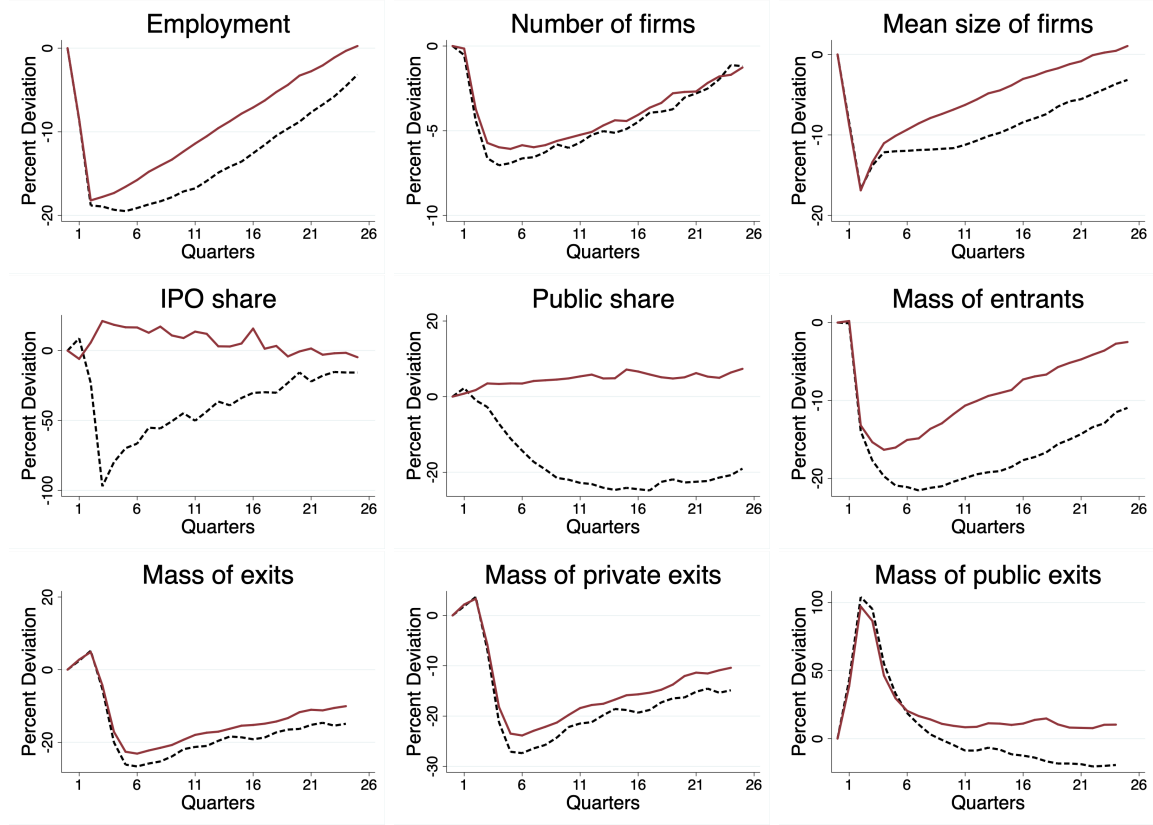 Employment
Percent Deviation
0
-10
-20
1 6 11 16 21 26
Quarters
Number of firms
Percent Deviation
0
-5
-10
1 6 11 16 21 26
Quarters
Mean size of firms
Percent Deviation
0
-10
-20
1 6 11 16 21 26
Quarters
IPO share
Percent Deviation
0
-50
-100
1 6 11 16 21 26
Quarters
Public share
Percent Deviation
20
0
-20
1 6 11 16 21 26
Quarters
Mass of entrants
Percent Deviation
0
-10
-20
1 6 11 16 21 26
Quarters
Mass of exits
Percent Deviation
20
0
-20
1 6 11 16 21 26
Quarters
Mass of private exits
Percent Deviation
0
-10
-20
-30
1 6 11 16 21 26
Quarters
Mass of public exits
Percent Deviation
100
50
0
1 6 11 16 21 26
Quarters